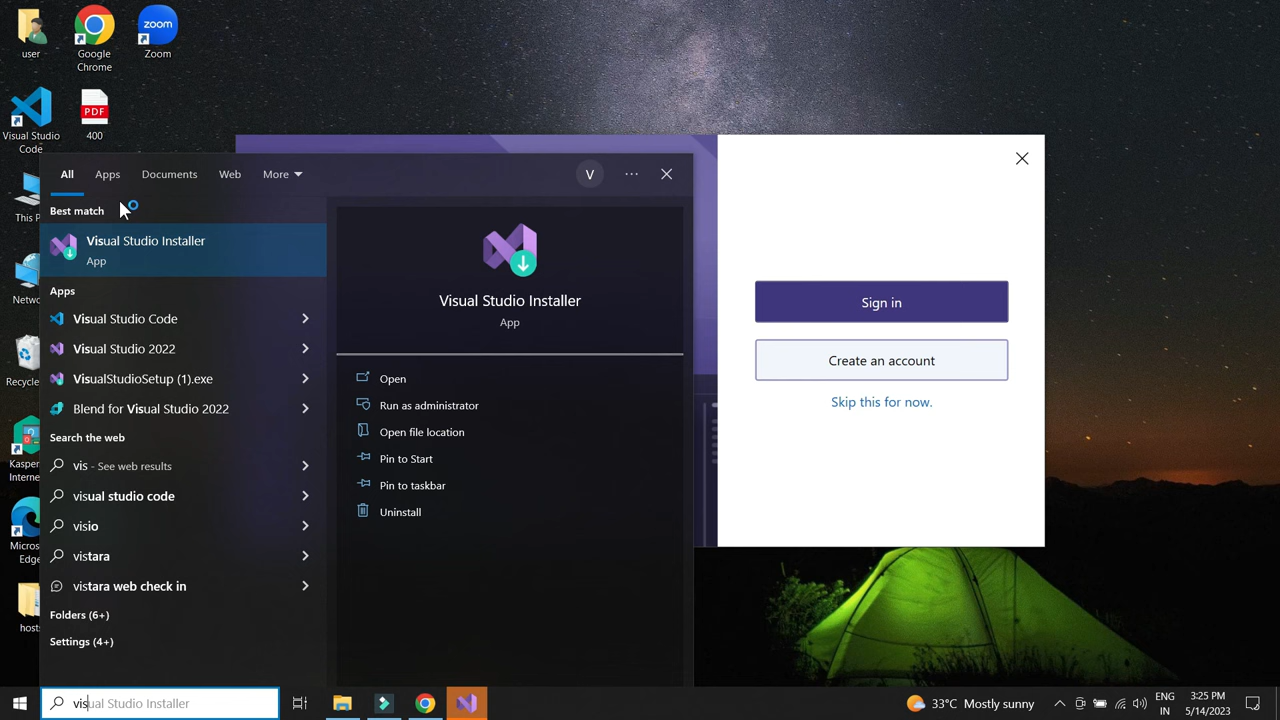 user
Google
Chrome
zoom
Zoom
Visual Studio
Code
PDF
400
This P
Netwo
Recycle
Kasper
Internet
Micros
Edge
hosts
All
Apps
Documents
Web
More
V
Best match
Visual Studio Installer
App
Apps
Visual Studio Code
Visual Studio 2022
VisualStudioSetup (1).exe
Blend for Visual Studio 2022
Search the web
vis - See web results
visual studio code
visio
vistara
vistara web check in
Folders (6+)
Settings (4+)
Visual Studio Installer
App
Open
Run as administrator
Open file location
Pin to Start
Pin to taskbar
Uninstall
Sign in
Create an account
Skip this for now.
visual Studio Installer
33°C Mostly sunny
ENG
IN
3:25 PM
5/14/2023